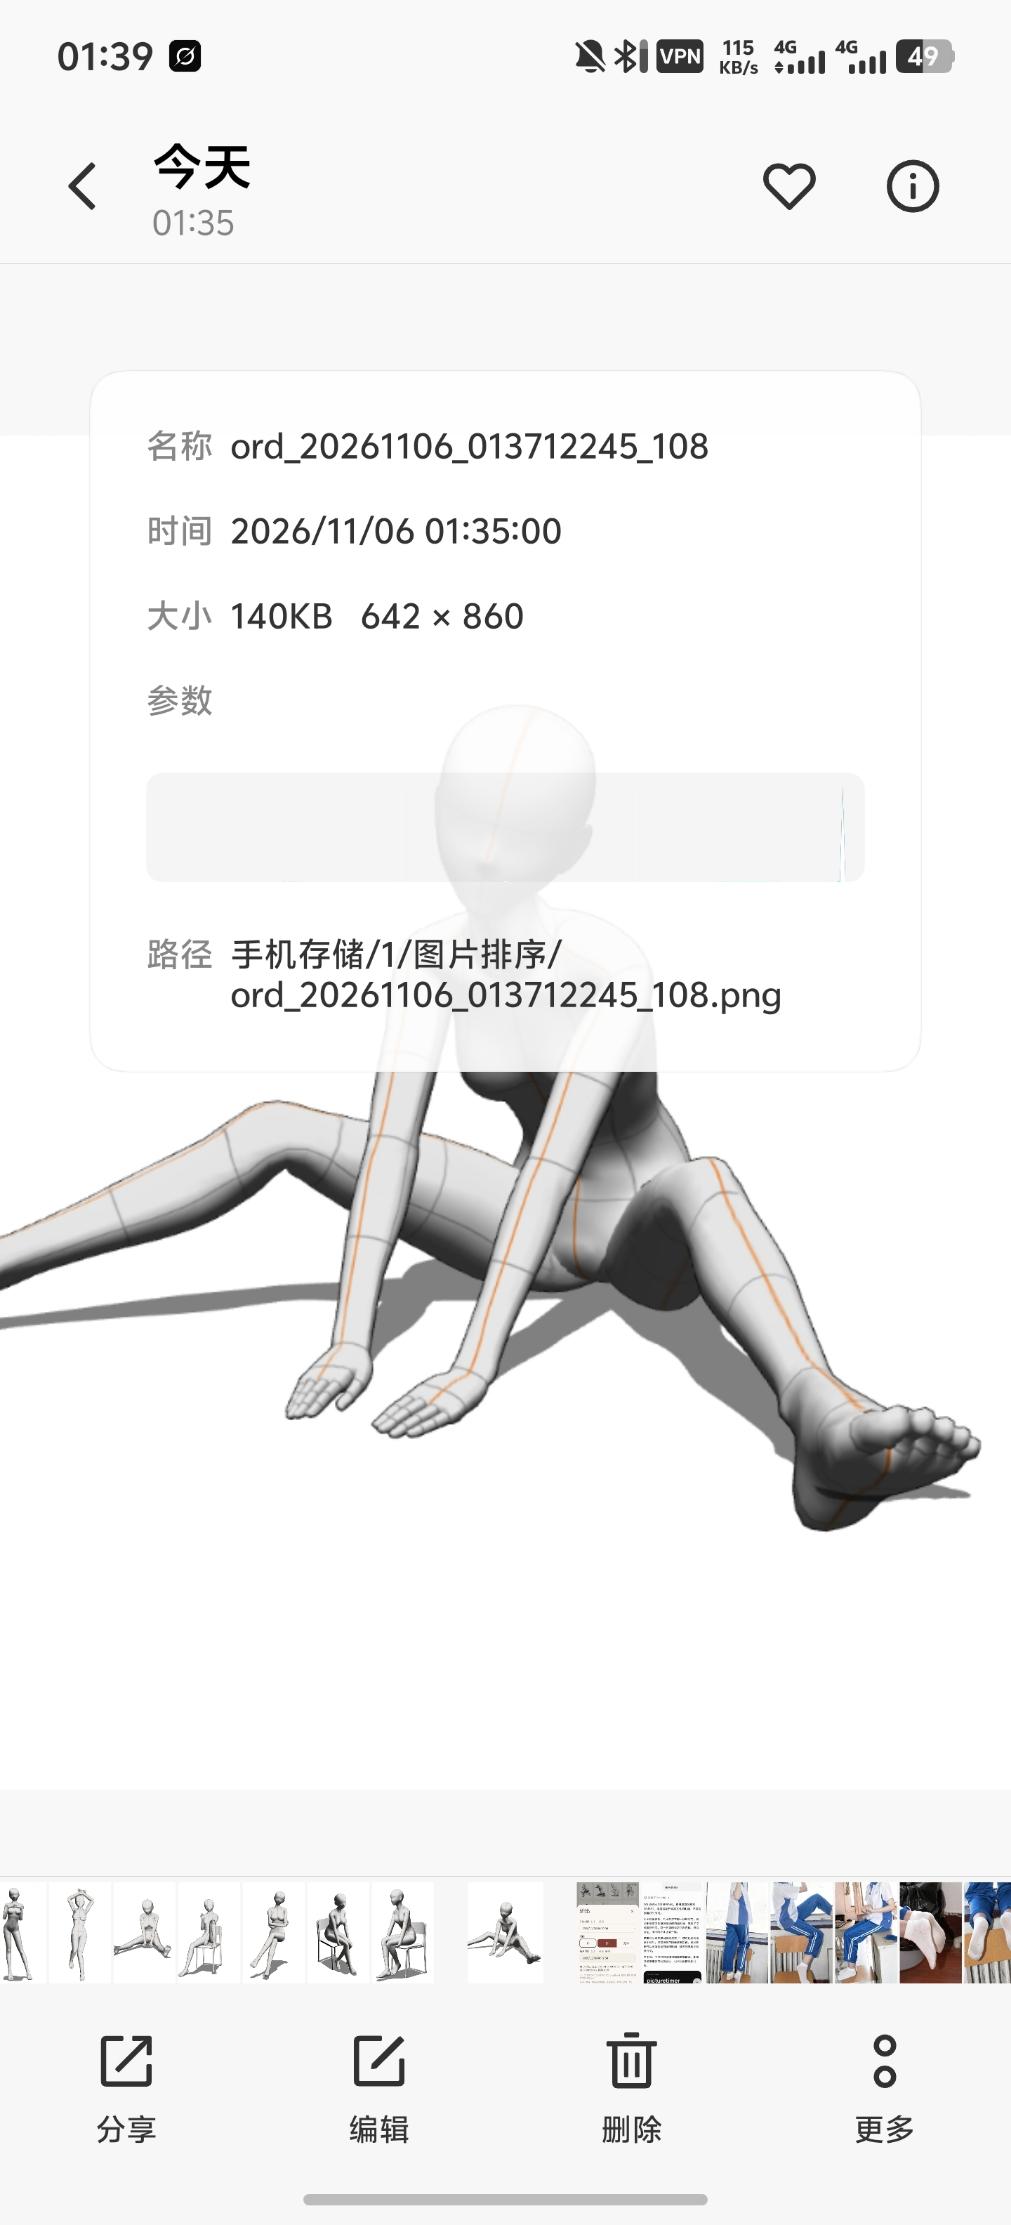 01:39
VPN
115
KB/s
4G
4G
49
今天
01:35
名称 ord_20261106_013712245_108
时间 2026/11/06 01:35:00
大小 140KB 642 × 860
参数
路径 手机存储/1/图片排序/
ord_20261106_013712245_108.png
picturetimer
分享
编辑
删除
更多